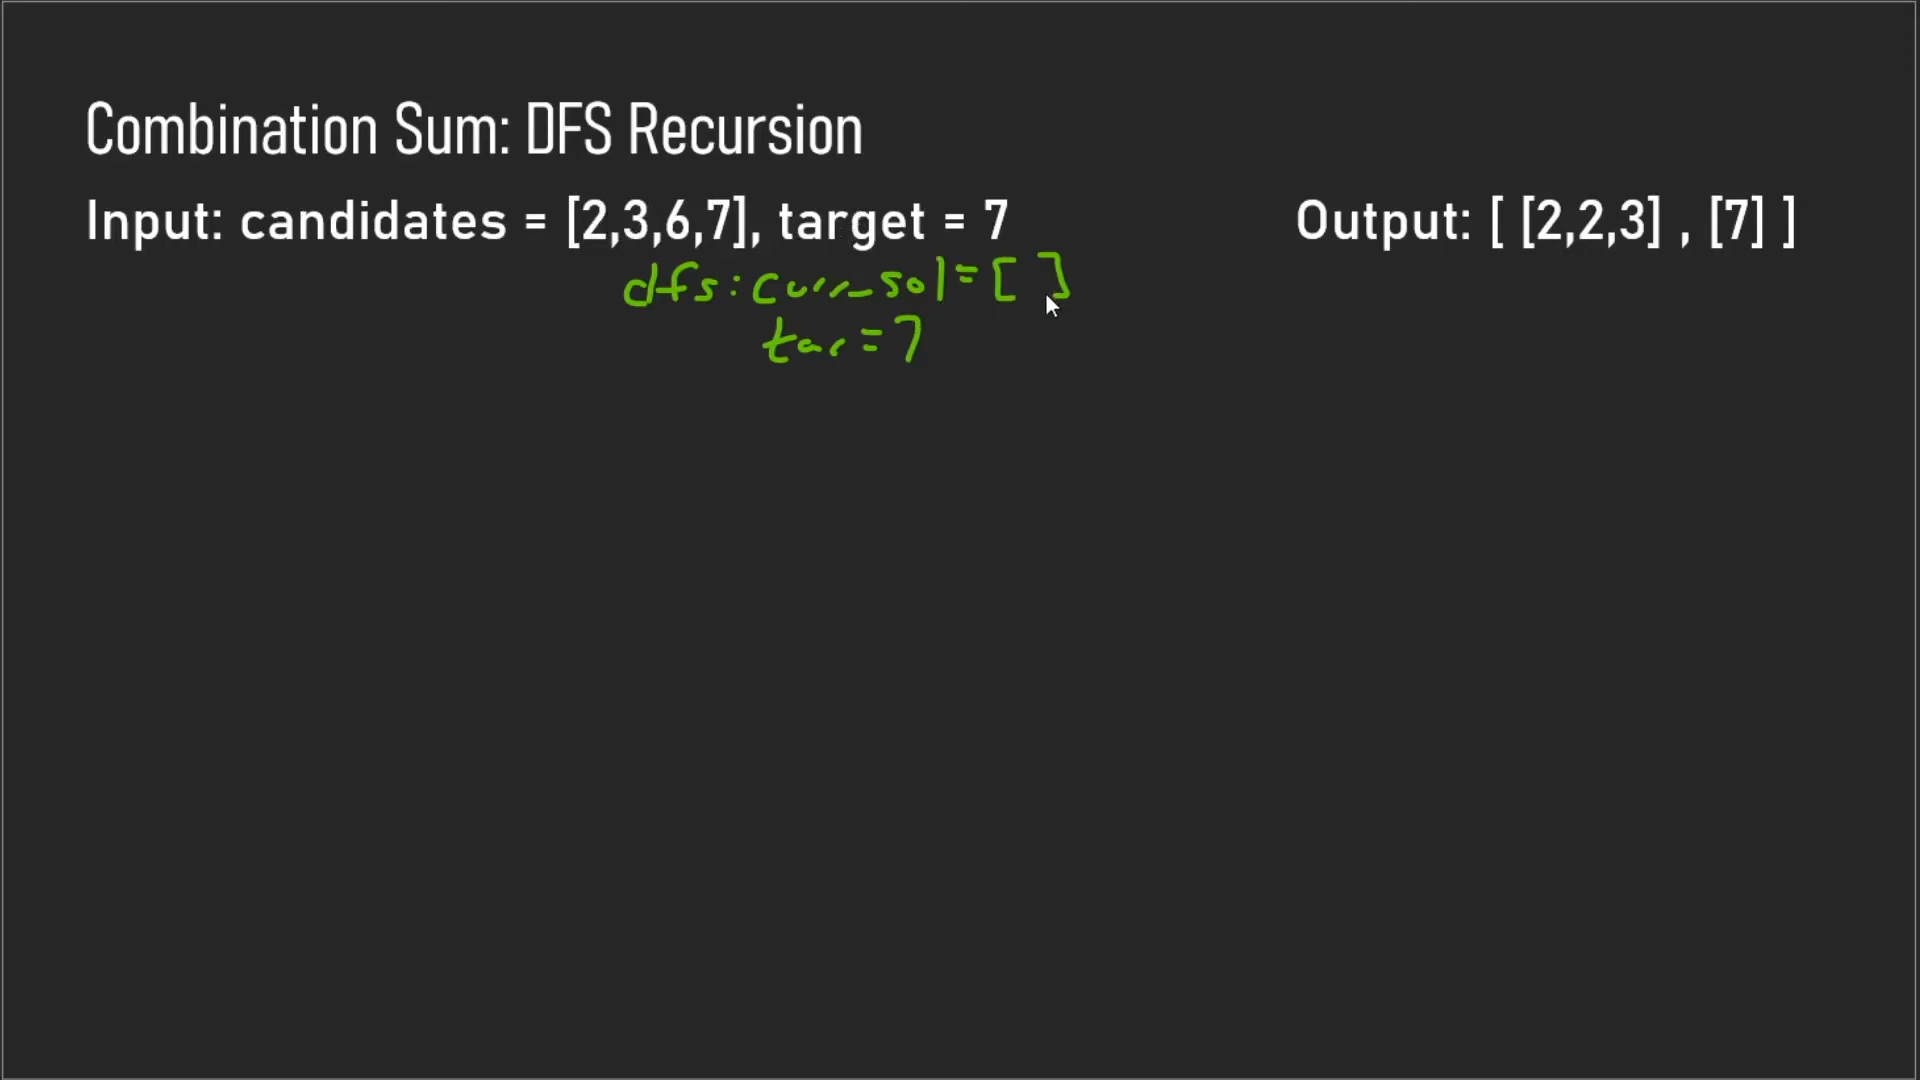 Combination Sum: DFS Recursion
Input: candidates = [2,3,6,7], target = 7
Output: [ [2,2,3] , [7] ]
dfs: curr_sol = [ ]
tar = 7